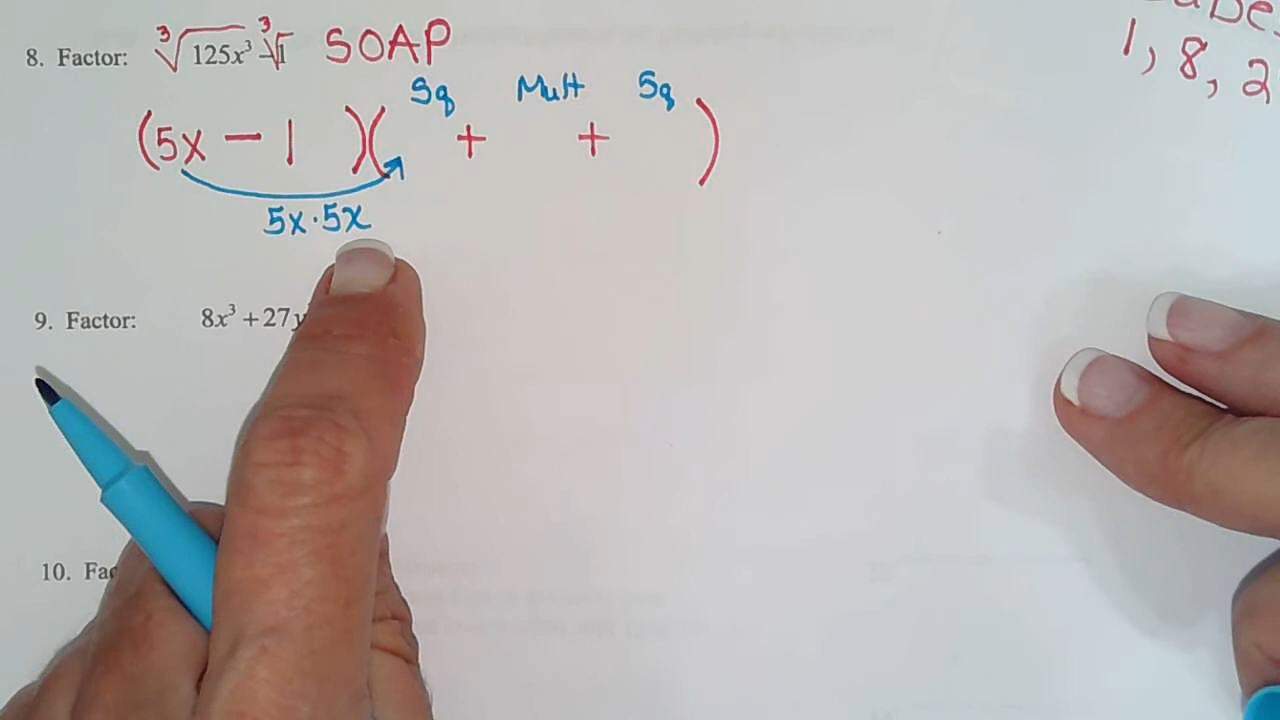 8. Factor: ∛125x³ - ∛1 SOAP
1, 8, 2
Sq Mult Sq
(5x - 1 )( + + )
5x·5x
9. Factor: 8x³ + 27y
10. Fac